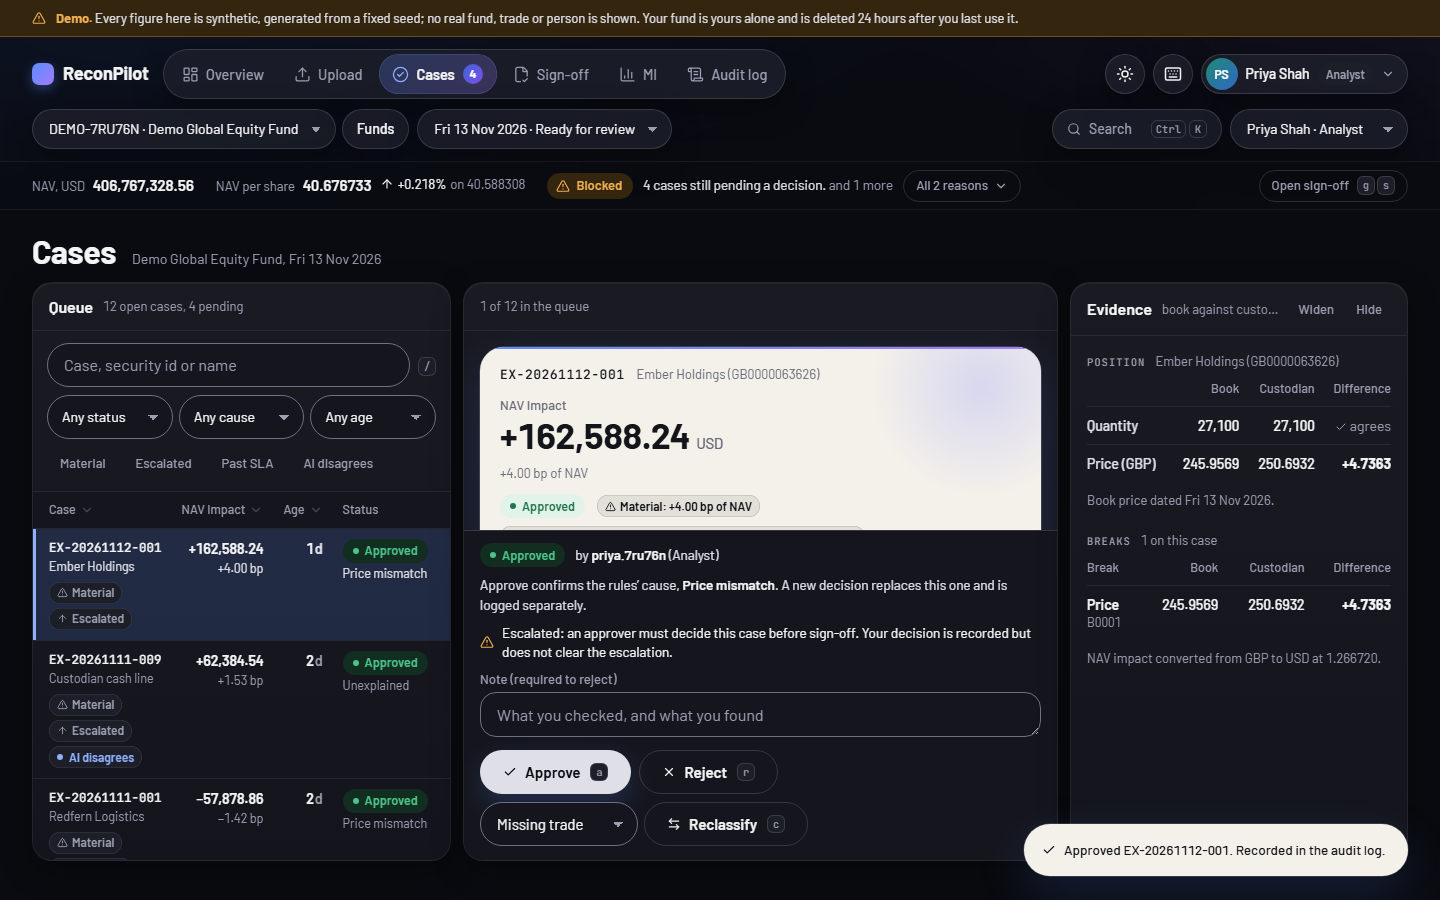 Demo. Every figure here is synthetic, generated from a fixed seed; no real fund, trade or person is shown. Your fund is yours alone and is deleted 24 hours after you last use it.
ReconPilot
Overview
Upload
Cases 4
Sign-off
MI
Audit log
PS Priya Shah Analyst
DEMO-7RU76N · Demo Global Equity Fund
Funds
Fri 13 Nov 2026 · Ready for review
Search Ctrl K
Priya Shah · Analyst
NAV, USD 406,767,328.56
NAV per share 40.676733 ↑ +0.218% on 40.588308
Blocked
4 cases still pending a decision. and 1 more
All 2 reasons
Open sign-off g s
Cases
Demo Global Equity Fund, Fri 13 Nov 2026
Queue 12 open cases, 4 pending
Case, security id or name /
Any status
Any cause
Any age
Material
Escalated
Past SLA
AI disagrees
Case NAV Impact Age Status
EX-20261112-001 +162,588.24 1d Approved
Ember Holdings +4.00 bp Price mismatch
Material
↑ Escalated
EX-20261111-009 +62,384.54 2d Approved
Custodian cash line +1.53 bp Unexplained
Material
↑ Escalated
AI disagrees
EX-20261111-001 −57,878.86 2d Approved
Redfern Logistics −1.42 bp Price mismatch
Material
1 of 12 in the queue
EX-20261112-001 Ember Holdings (GB0000063626)
NAV Impact
+162,588.24 USD
+4.00 bp of NAV
Approved
Material: +4.00 bp of NAV
Approved by priya.7ru76n (Analyst)
Approve confirms the rules’ cause, Price mismatch. A new decision replaces this one and is
logged separately.
Escalated: an approver must decide this case before sign-off. Your decision is recorded but
does not clear the escalation.
Note (required to reject)
What you checked, and what you found
✓ Approve a
✕ Reject r
Missing trade
Reclassify c
Evidence book against custo… Widen Hide
POSITION Ember Holdings (GB0000063626)
Book Custodian Difference
Quantity 27,100 27,100 ✓ agrees
Price (GBP) 245.9569 250.6932 +4.7363
Book price dated Fri 13 Nov 2026.
BREAKS 1 on this case
Break Book Custodian Difference
Price 245.9569 250.6932 +4.7363
B0001
NAV impact converted from GBP to USD at 1.266720.
✓ Approved EX-20261112-001. Recorded in the audit log.